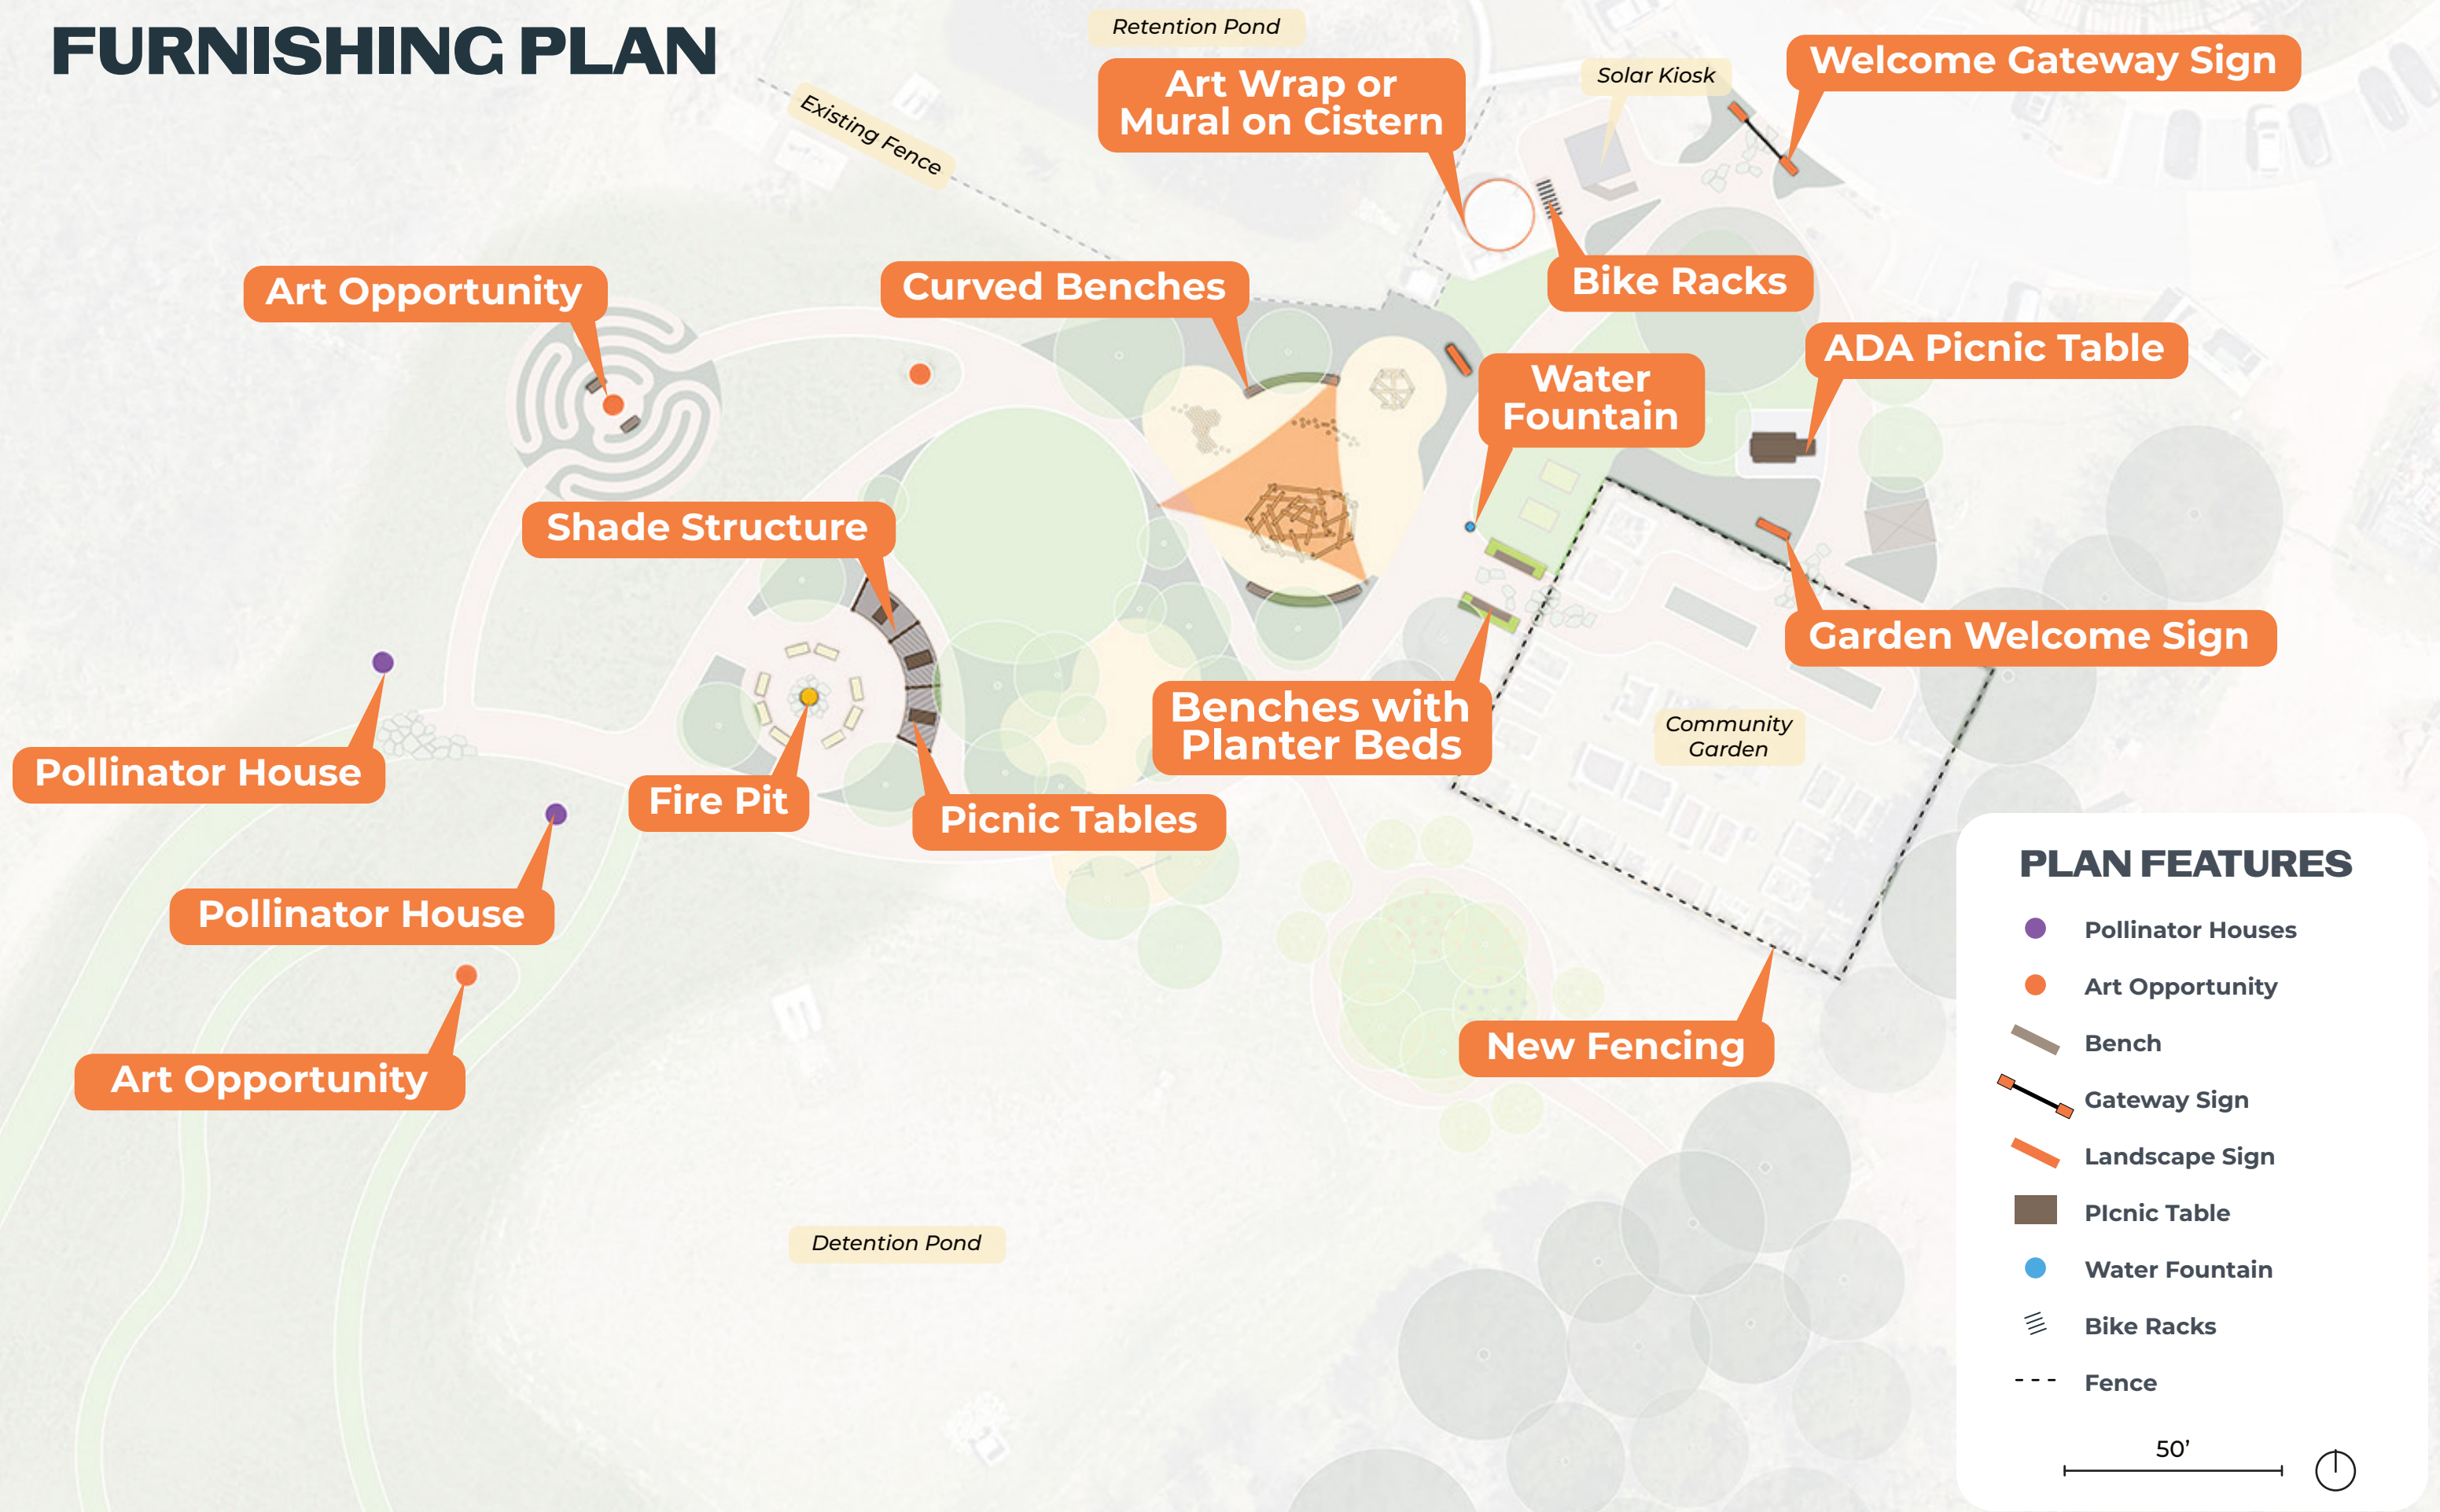 FURNISHING PLAN
Retention Pond
Existing Fence
Art Wrap or
Mural on Cistern
Solar Kiosk
Welcome Gateway Sign
Art Opportunity
Curved Benches
Bike Racks
Water
Fountain
ADA Picnic Table
Shade Structure
Garden Welcome Sign
Benches with
Planter Beds
Community
Garden
Pollinator House
Fire Pit
Picnic Tables
Pollinator House
Art Opportunity
New Fencing
Detention Pond
PLAN FEATURES
Pollinator Houses
Art Opportunity
Bench
Gateway Sign
Landscape Sign
PIcnic Table
Water Fountain
Bike Racks
Fence
50’